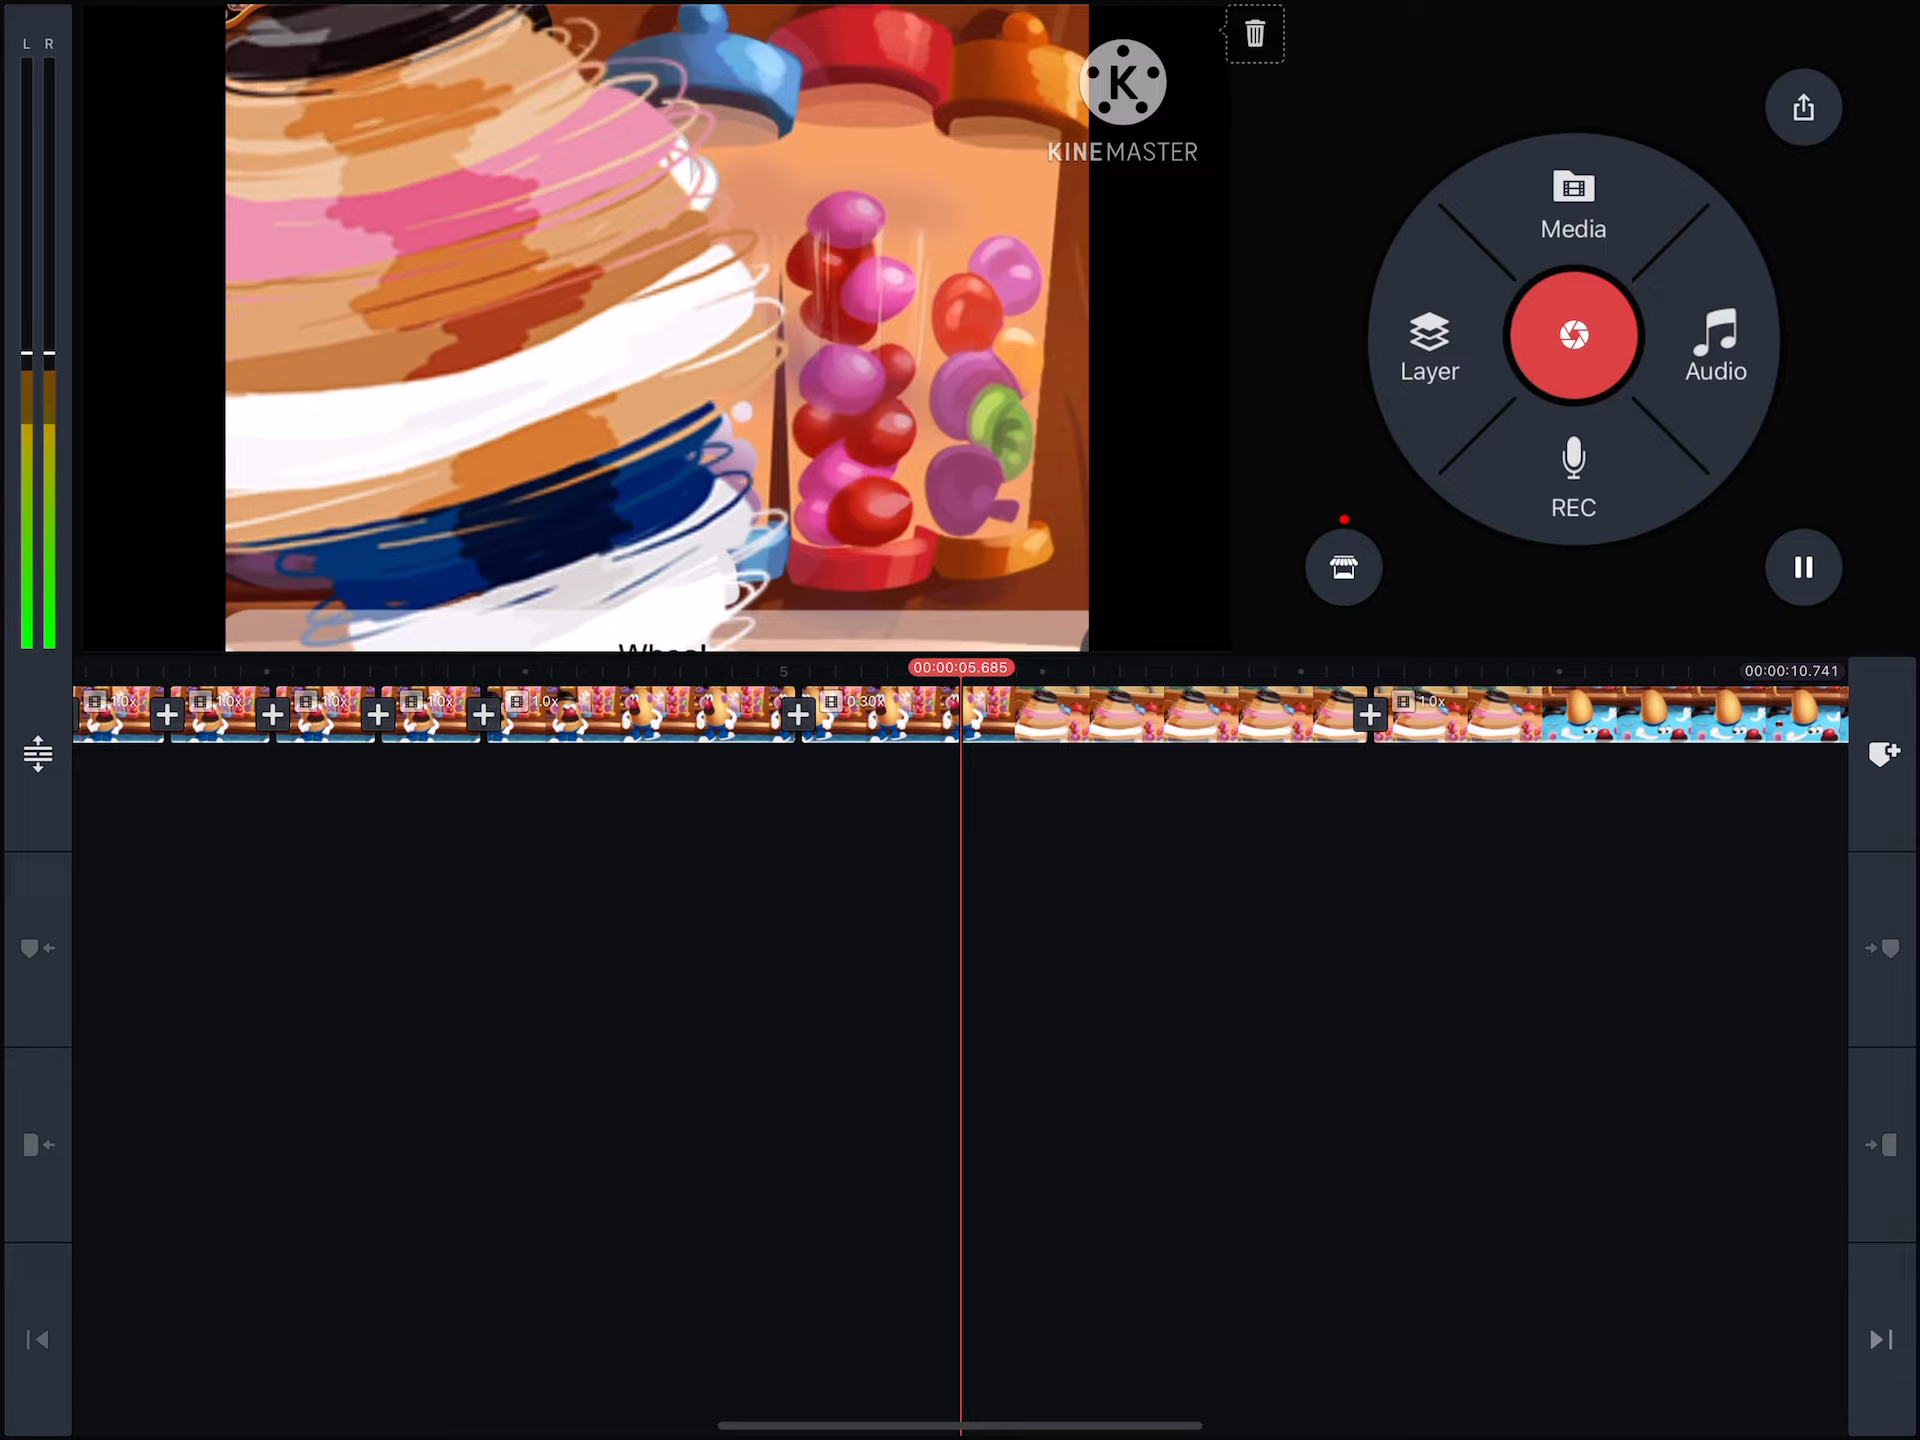 L R
K
KINEMASTER
Media
Layer
Audio
REC
5
00:00:05.685
00:00:10.741
1.0x
1.0x
1.0x
1.0x
1.0x
0.30x
1.0x